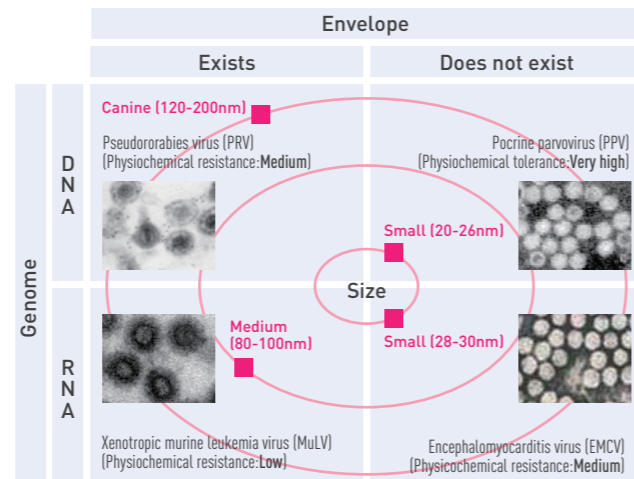 Envelope
Exists
Does not exist
Genome
DNA
Canine (120-200nm)
Pseudororabies virus (PRV)
(Physiochemical resistance:Medium)
Pocrine parvovirus (PPV)
(Physiochemical tolerance:Very high)
Small (20-26nm)
Size
RNA
Medium
(80-100nm)
Small (28-30nm)
Xenotropic murine leukemia virus (MuLV)
(Physiochemical resistance:Low)
Encephalomyocarditis virus (EMCV)
(Physicochemical resistance:Medium)